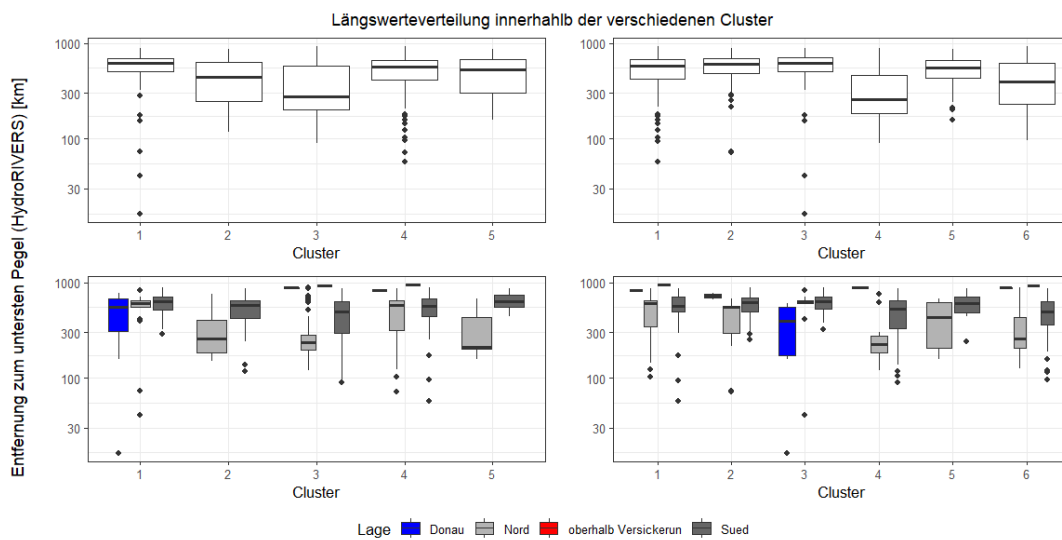 Längswerteverteilung innerhahlb der verschiedenen Cluster
Entfernung zum untersten Pegel (HydroRIVERS) [km]
1000
300
100
30
1 2 3 4 5
Cluster
1000
300
100
30
1 2 3 4 5 6
Cluster
1000
300
100
30
1 2 3 4 5
Cluster
1000
300
100
30
1 2 3 4 5 6
Cluster
Lage Donau Nord oberhalb Versickerun Sued